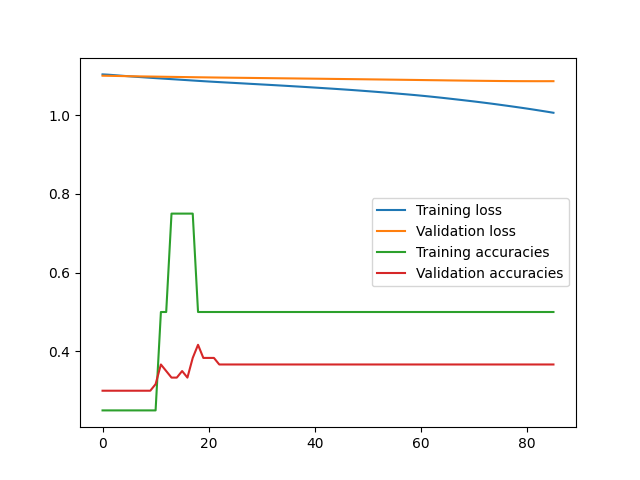 1.0
0.8
0.6
0.4
0 20 40 60 80
Training loss
Validation loss
Training accuracies
Validation accuracies